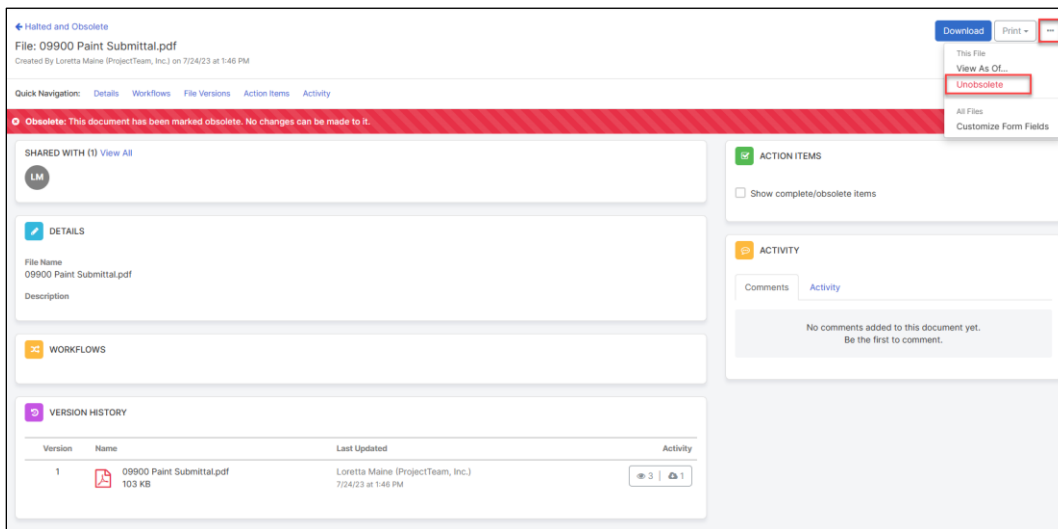 Halted and Obsolete
File: 09900 Paint Submittal.pdf
Created By Loretta Maine (ProjectTeam, Inc.) on 7/24/23 at 1:46 PM
Download Print ...
This File
View As Of...
Unobsolete
All Files
Customize Form Fields
Quick Navigation: Details Workflows File Versions Action Items Activity
Obsolete: This document has been marked obsolete. No changes can be made to it.
SHARED WITH (1) View All
LM
DETAILS
File Name
09900 Paint Submittal.pdf
Description
WORKFLOWS
VERSION HISTORY
Version Name Last Updated Activity
1 09900 Paint Submittal.pdf Loretta Maine (ProjectTeam, Inc.) 3 1
103 KB 7/24/23 at 1:46 PM
ACTION ITEMS
Show complete/obsolete items
ACTIVITY
Comments Activity
No comments added to this document yet.
Be the first to comment.